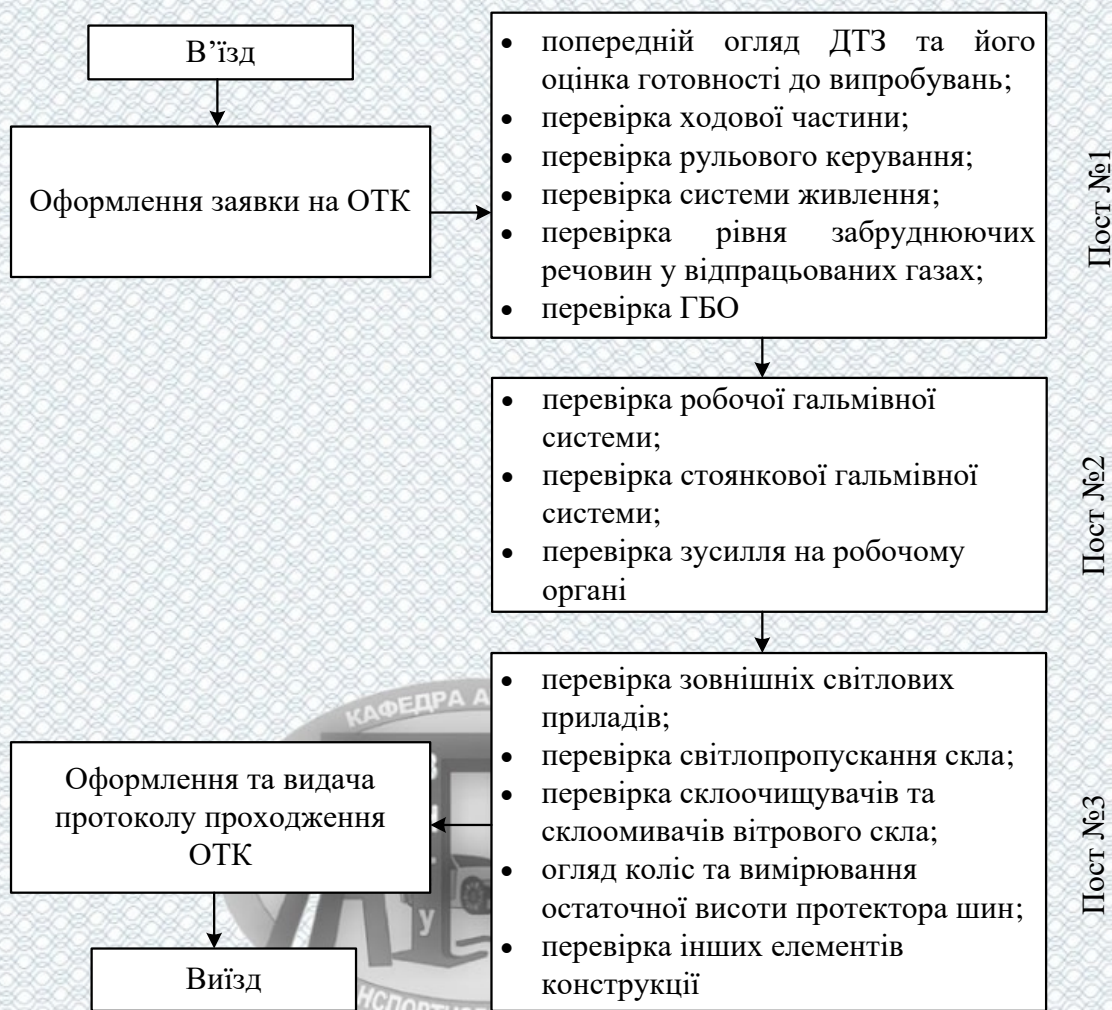 В’їзд
Оформлення заявки на ОТК
• попередній огляд ДТЗ та його
оцінка готовності до випробувань;
• перевірка ходової частини;
• перевірка рульового керування;
• перевірка системи живлення;
• перевірка рівня забруднюючих
речовин у відпрацьованих газах;
• перевірка ГБО
Пост №1
• перевірка робочої гальмівної
системи;
• перевірка стоянкової гальмівної
системи;
• перевірка зусилля на робочому
органі
Пост №2
• перевірка зовнішніх світлових
приладів;
• перевірка світлопропускання скла;
• перевірка склоочищувачів та
склоомивачів вітрового скла;
• огляд коліс та вимірювання
остаточної висоти протектора шин;
• перевірка інших елементів
конструкції
Пост №3
Оформлення та видача
протоколу проходження
ОТК
Виїзд
КАФЕДРА